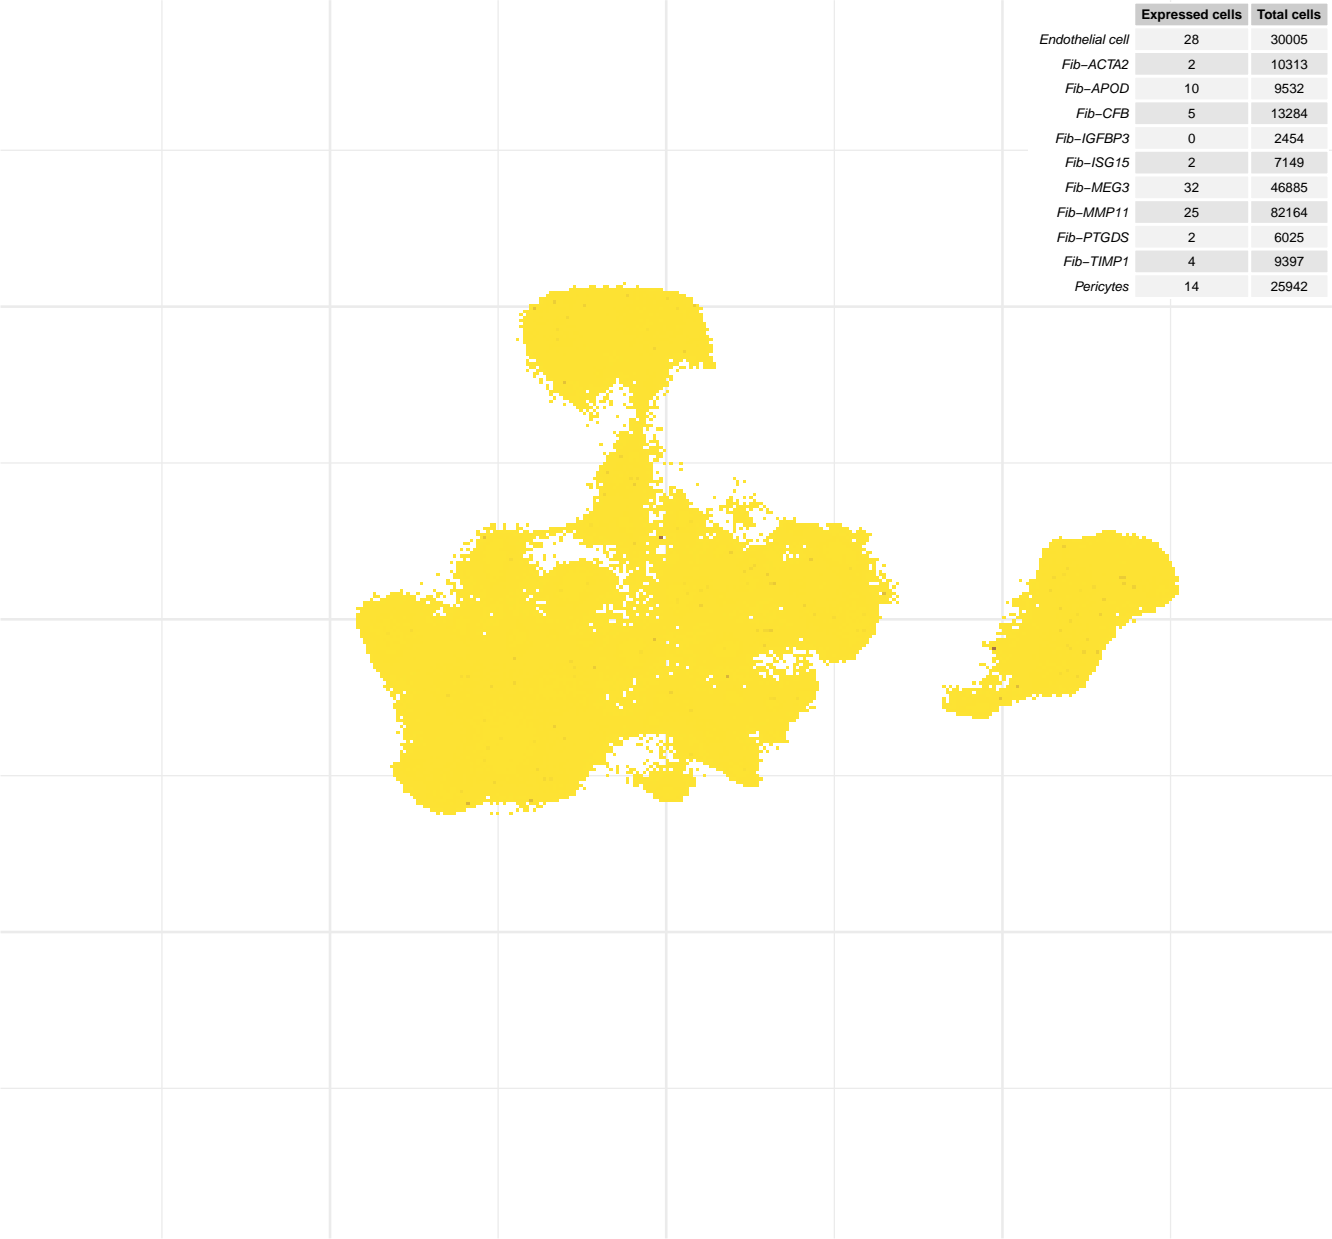 Expressed cells Total cells
Endothelial cell 28 30005
Fib−ACTA2 2 10313
Fib−APOD 10 9532
Fib−CFB 5 13284
Fib−IGFBP3 0 2454
Fib−ISG15 2 7149
Fib−MEG3 32 46885
Fib−MMP11 25 82164
Fib−PTGDS 2 6025
Fib−TIMP1 4 9397
Pericytes 14 25942